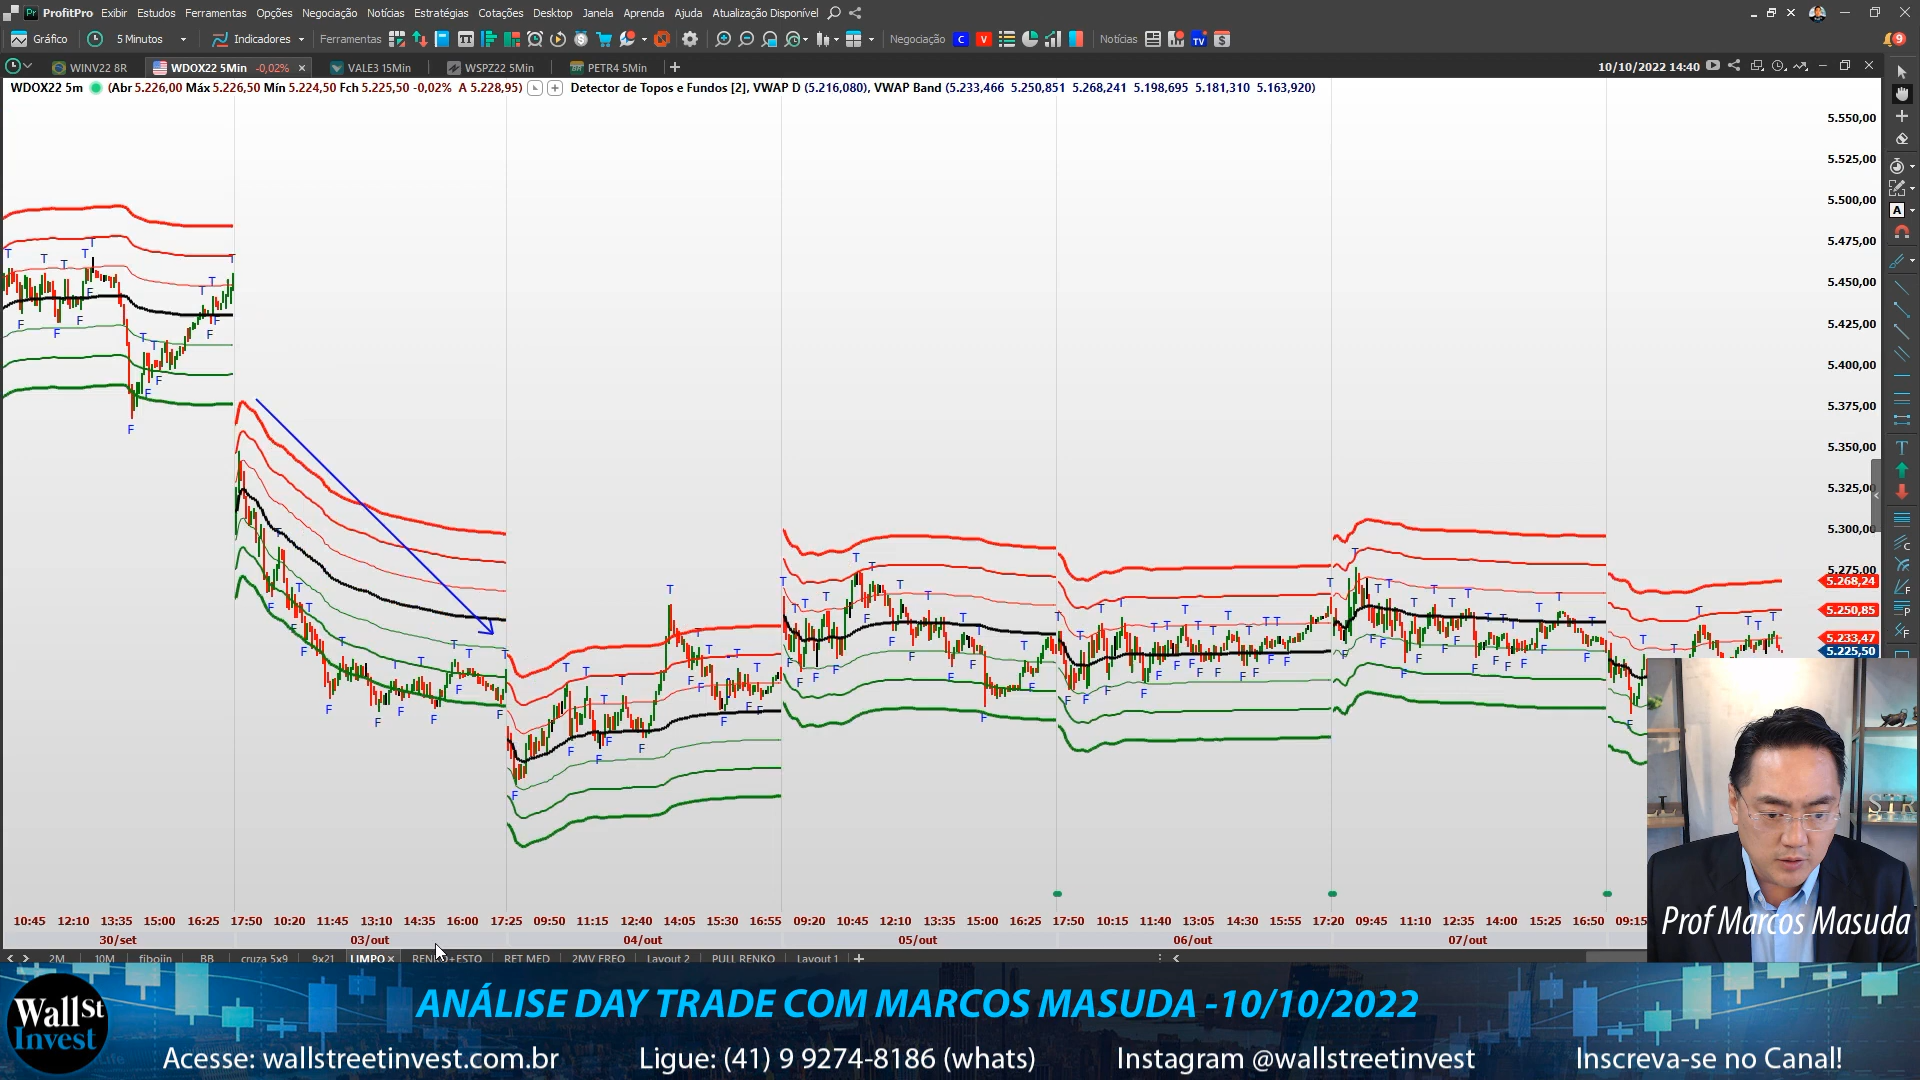 ProfitPro Exibir Estudos Ferramentas Opções Negociação Notícias Estratégias Cotações Desktop Janela Aprenda Ajuda Atualização Disponível
Gráfico 5 Minutos Indicadores Ferramentas Negociação C V Notícias TV 9
WINV22 8R WDOX22 5Min -0,02% × VALE3 15Min WSPZ22 5Min PETR4 5Min + 10/10/2022 14:40
WDOX22 5m (Abr 5.226,00 Máx 5.226,50 Mín 5.224,50 Fch 5.225,50 -0,02% A 5.228,95) Detector de Topos e Fundos [2], VWAP D (5.216,080), VWAP Band (5.233,466 5.250,851 5.268,241 5.198,695 5.181,310 5.163,920)
5.550,00
5.525,00
5.500,00
5.475,00
5.450,00
5.425,00
5.400,00
5.375,00
5.350,00
5.325,00
5.300,00
5.275,00
5.268,24
5.250,85
5.233,47
5.225,50
10:45 12:10 13:35 15:00 16:25 17:50 10:20 11:45 13:10 14:35 16:00 17:25 09:50 11:15 12:40 14:05 15:30 16:55 09:20 10:45 12:10 13:35 15:00 16:25 17:50 10:15 11:40 13:05 14:30 15:55 17:20 09:45 11:10 12:35 14:00 15:25 16:50 09:15
30/set 03/out 04/out 05/out 06/out 07/out
2M 10M fibojin BB cruza 5x9 9x21 LIMPO × RENKO+ESTO RET MED 2MV FREQ Layout 2 PULL RENKO Layout 1 +
Prof Marcos Masuda
Wall St
Invest
ANÁLISE DAY TRADE COM MARCOS MASUDA -10/10/2022
Acesse: wallstreetinvest.com.br Ligue: (41) 9 9274-8186 (whats) Instagram @wallstreetinvest Inscreva-se no Canal!